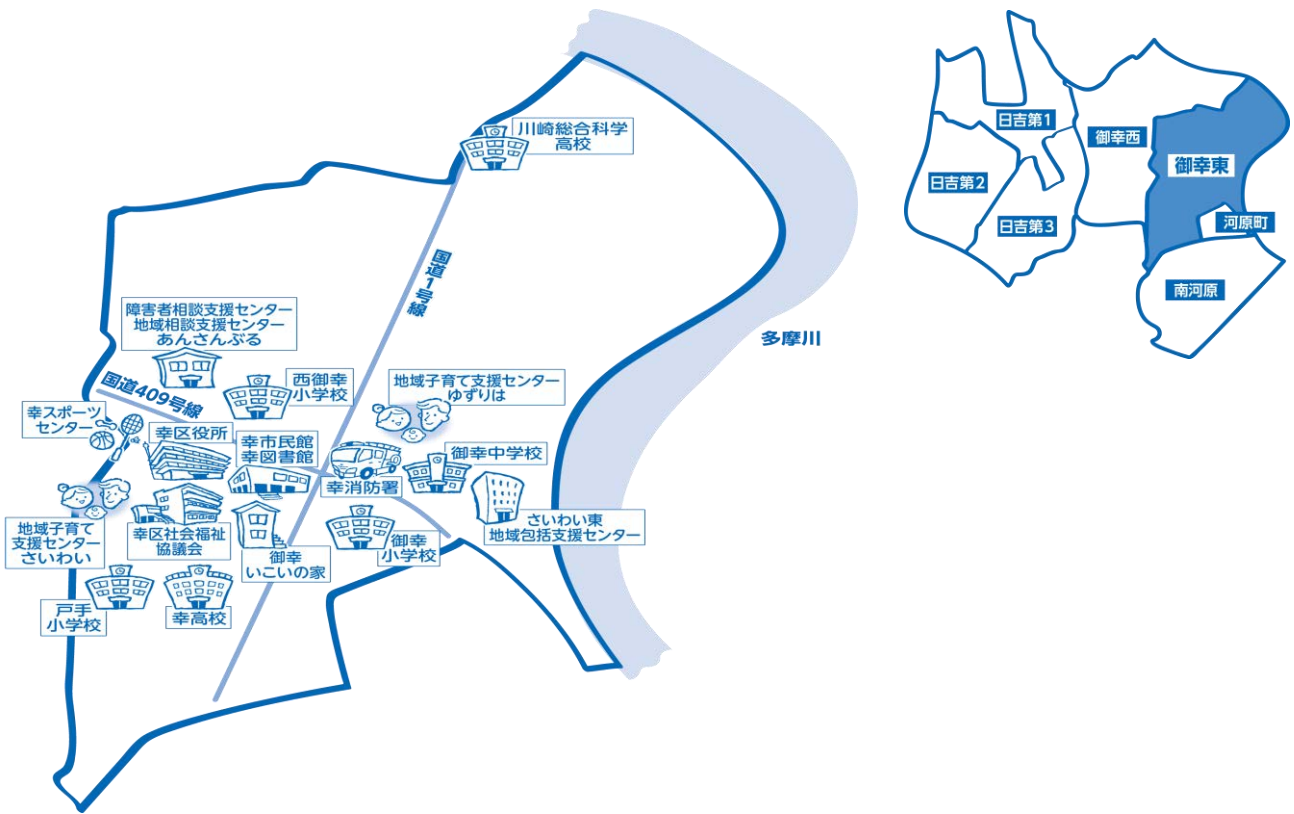 川崎総合科学
高校
国道1号線
障害者相談支援センター
地域相談支援センター
あんさんぶる
西御幸
小学校
地域子育て支援センター
ゆずりは
多摩川
国道409号線
幸スポーツ
センター
幸区役所
幸市民館
幸図書館
幸消防署
御幸中学校
地域子育て
支援センター
さいわい
幸区社会福祉
協議会
御幸
いこいの家
御幸
小学校
さいわい東
地域包括支援センター
戸手
小学校
幸高校
日吉第1
御幸西
御幸東
日吉第2
日吉第3
河原町
南河原